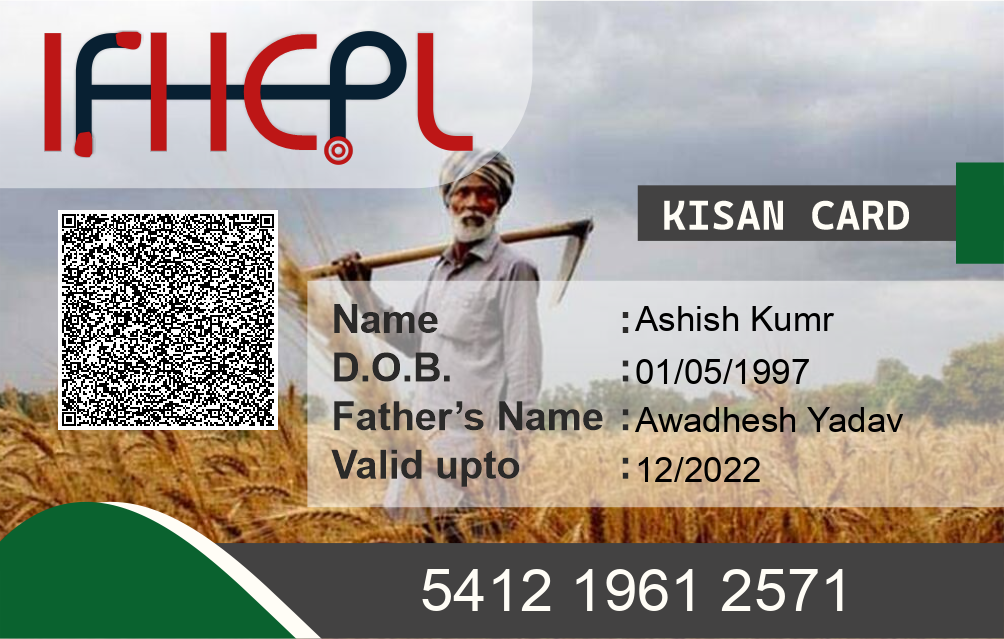 IFHEPL
KISAN CARD
Name : Ashish Kumr
D.O.B. : 01/05/1997
Father’s Name : Awadhesh Yadav
Valid upto : 12/2022
5412 1961 2571